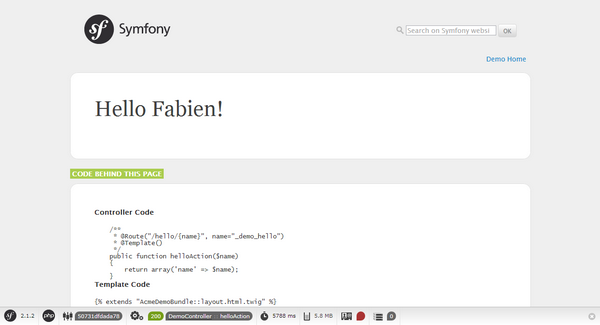 Symfony
Search on Symfony websi
OK
Demo Home
Hello Fabien!
CODE BEHIND THIS PAGE
Controller Code
/**
* @Route("/hello/{name}", name="_demo_hello")
* @Template()
*/
public function helloAction($name)
{
return array('name' => $name);
}
Template Code
{% extends "AcmeDemoBundle::layout.html.twig" %}
sf 2.1.2 php 50731dfdada78 200 DemoController :: helloAction 5788 ms 5.8 MB 0